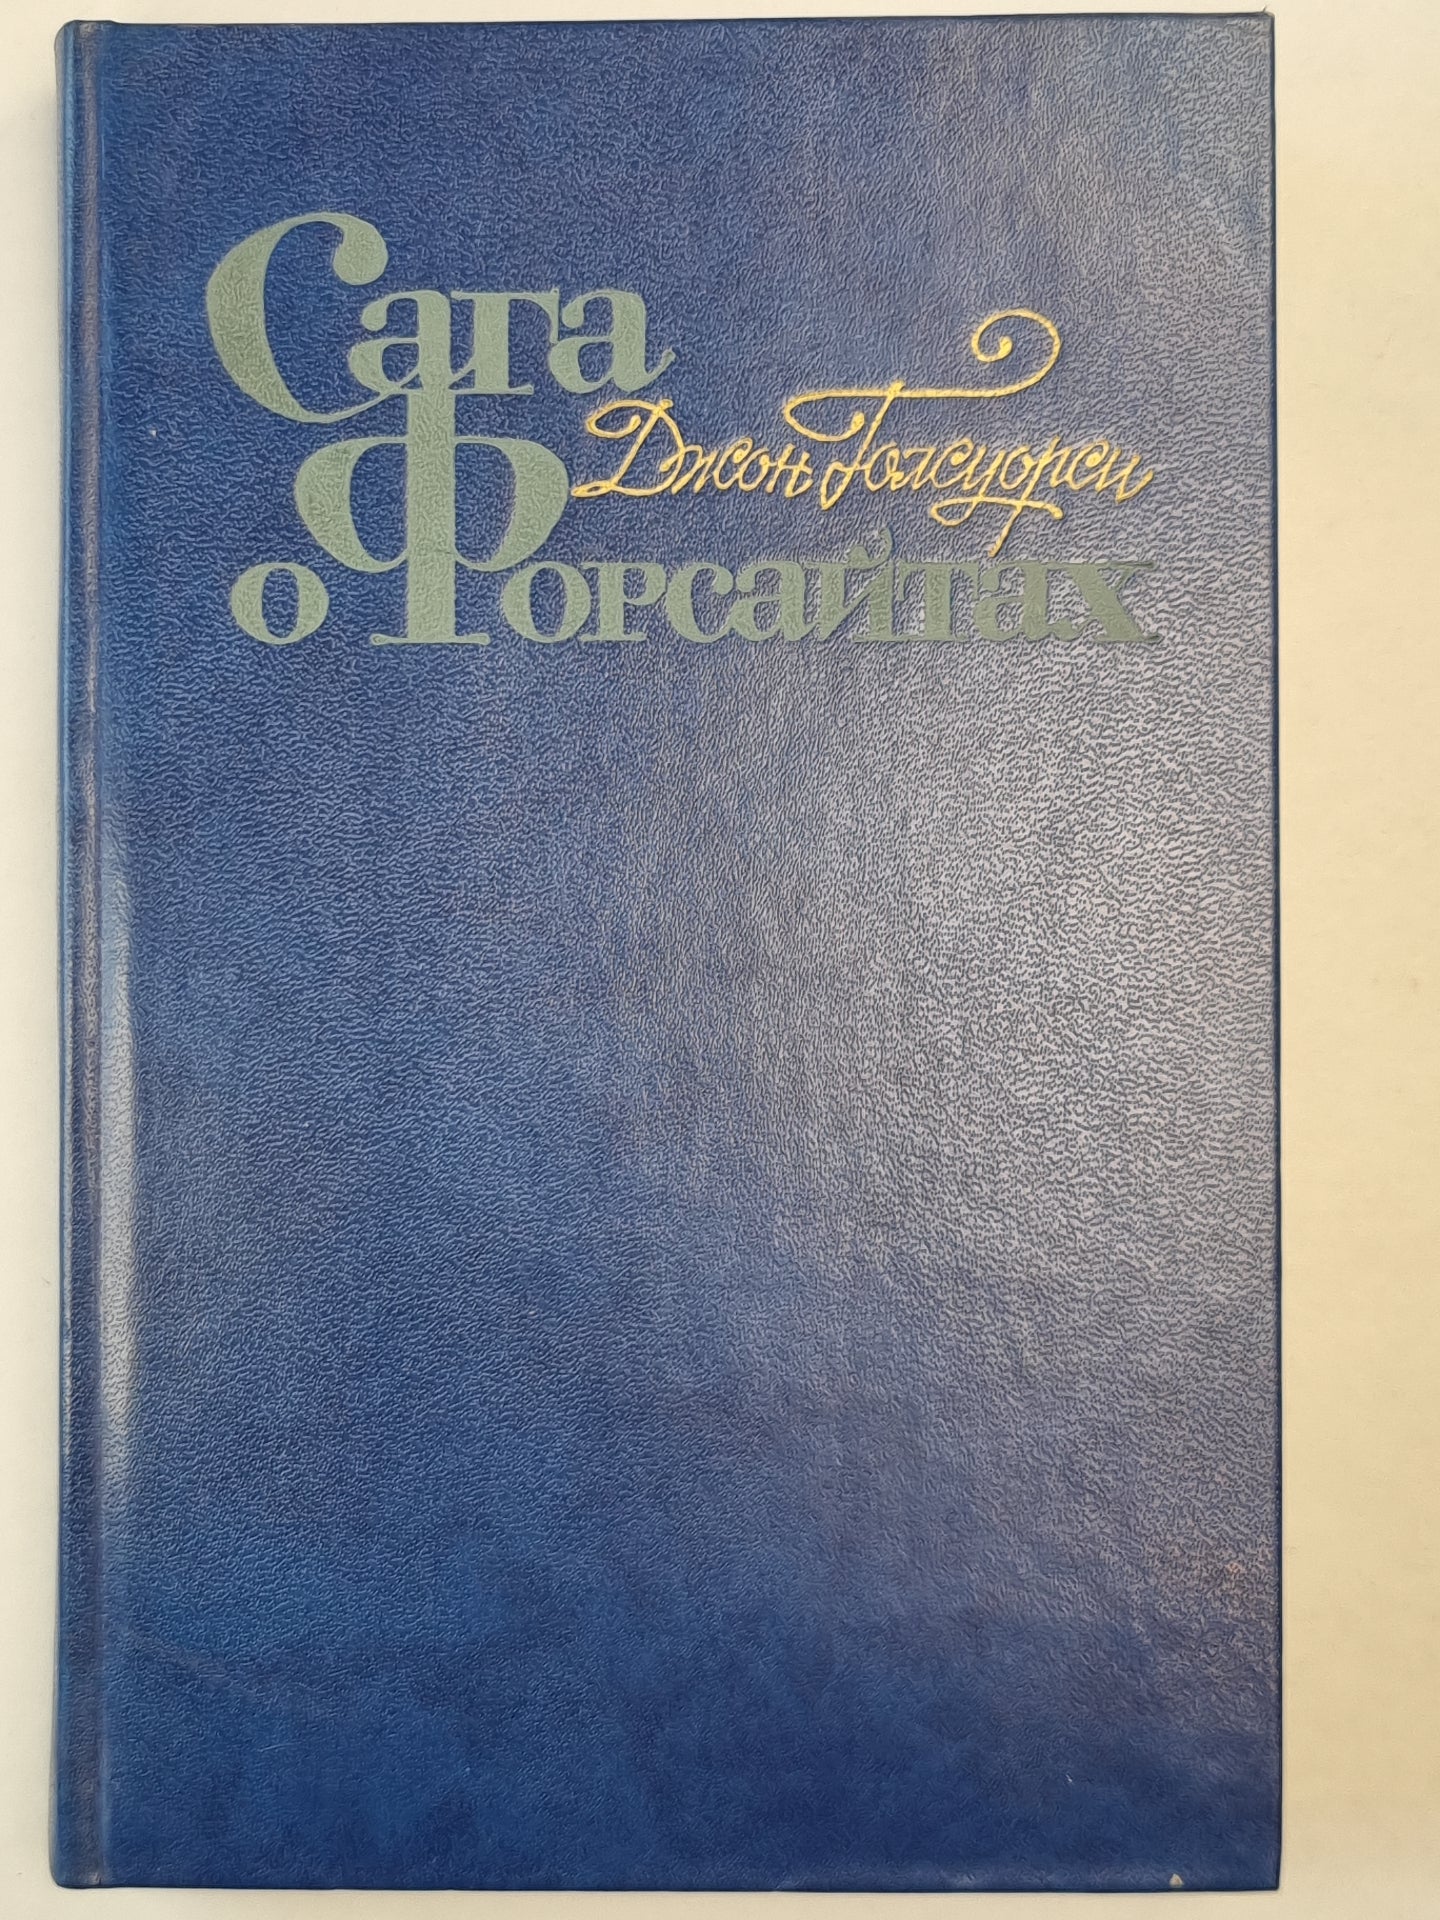 Сага
Джон Голсуорси
о Форсайтах